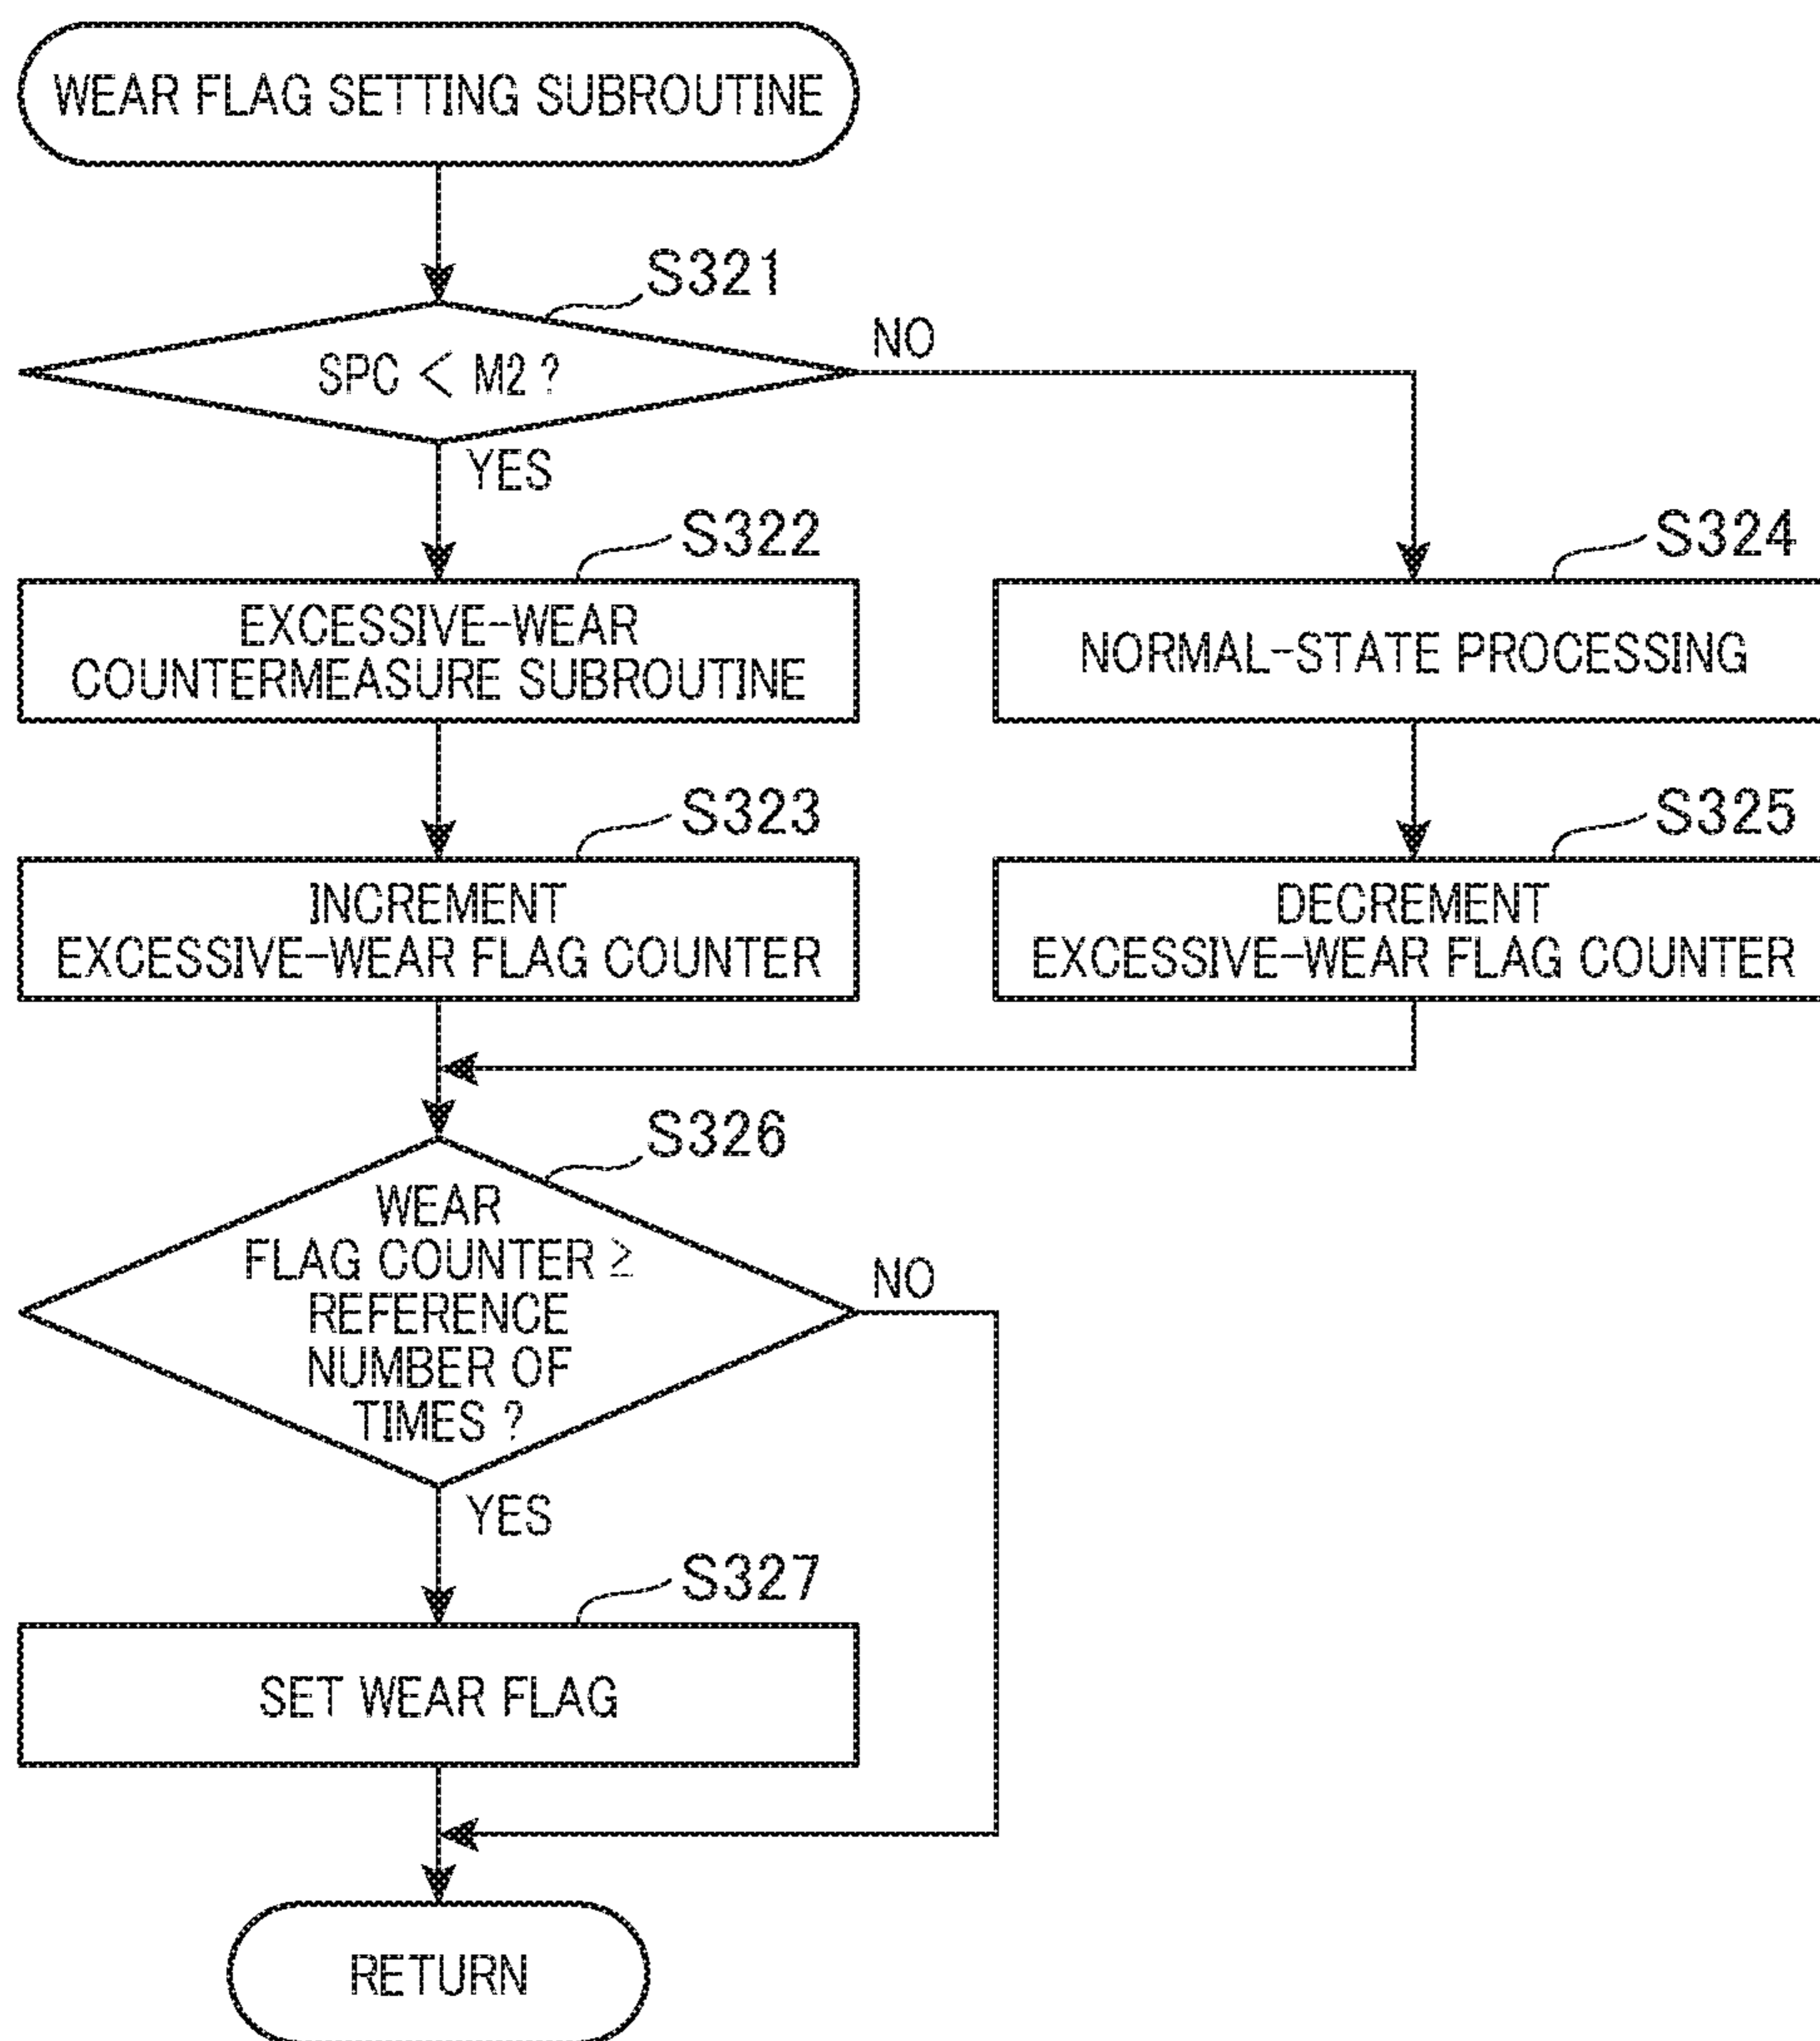 WEAR FLAG SETTING SUBROUTINE
S321
SPC < M2 ?
NO
YES
S322
EXCESSIVE-WEAR
COUNTERMEASURE SUBROUTINE
S324
NORMAL-STATE PROCESSING
S323
INCREMENT
EXCESSIVE-WEAR FLAG COUNTER
S325
DECREMENT
EXCESSIVE-WEAR FLAG COUNTER
S326
WEAR
FLAG COUNTER ≥
REFERENCE
NUMBER OF
TIMES ?
NO
YES
S327
SET WEAR FLAG
RETURN